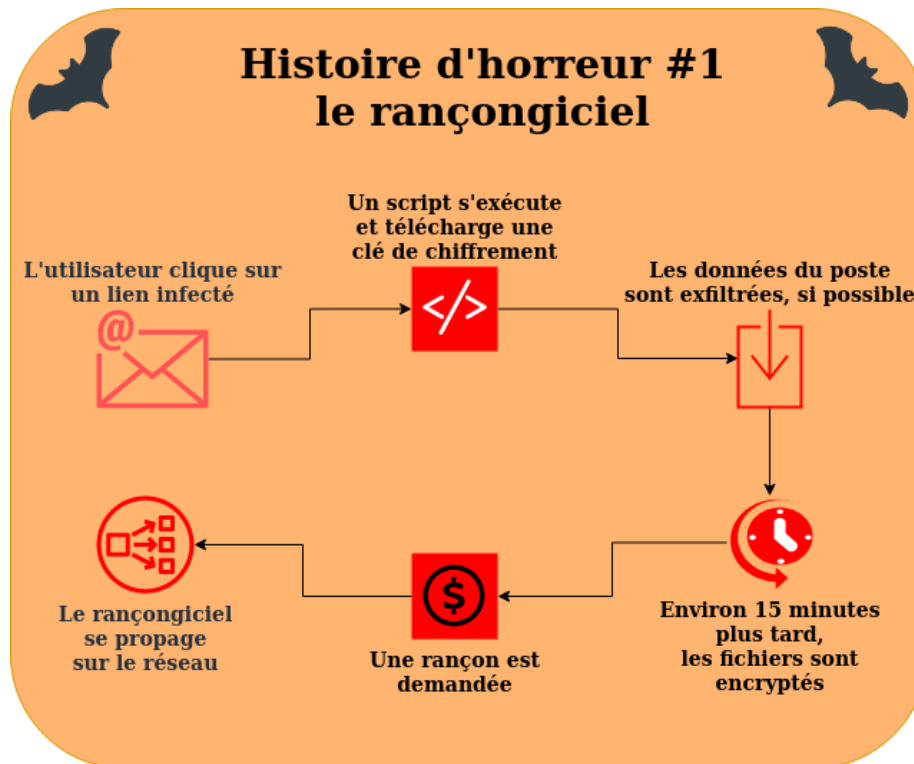 Histoire d'horreur #1
le rançongiciel
L'utilisateur clique sur
un lien infecté
@
Un script s'exécute
et télécharge une
clé de chiffrement
</>
Les données du poste
sont exfiltrées, si possible
Environ 15 minutes
plus tard,
les fichiers sont
encryptés
$
Une rançon est
demandée
Le rançongiciel
se propage
sur le réseau